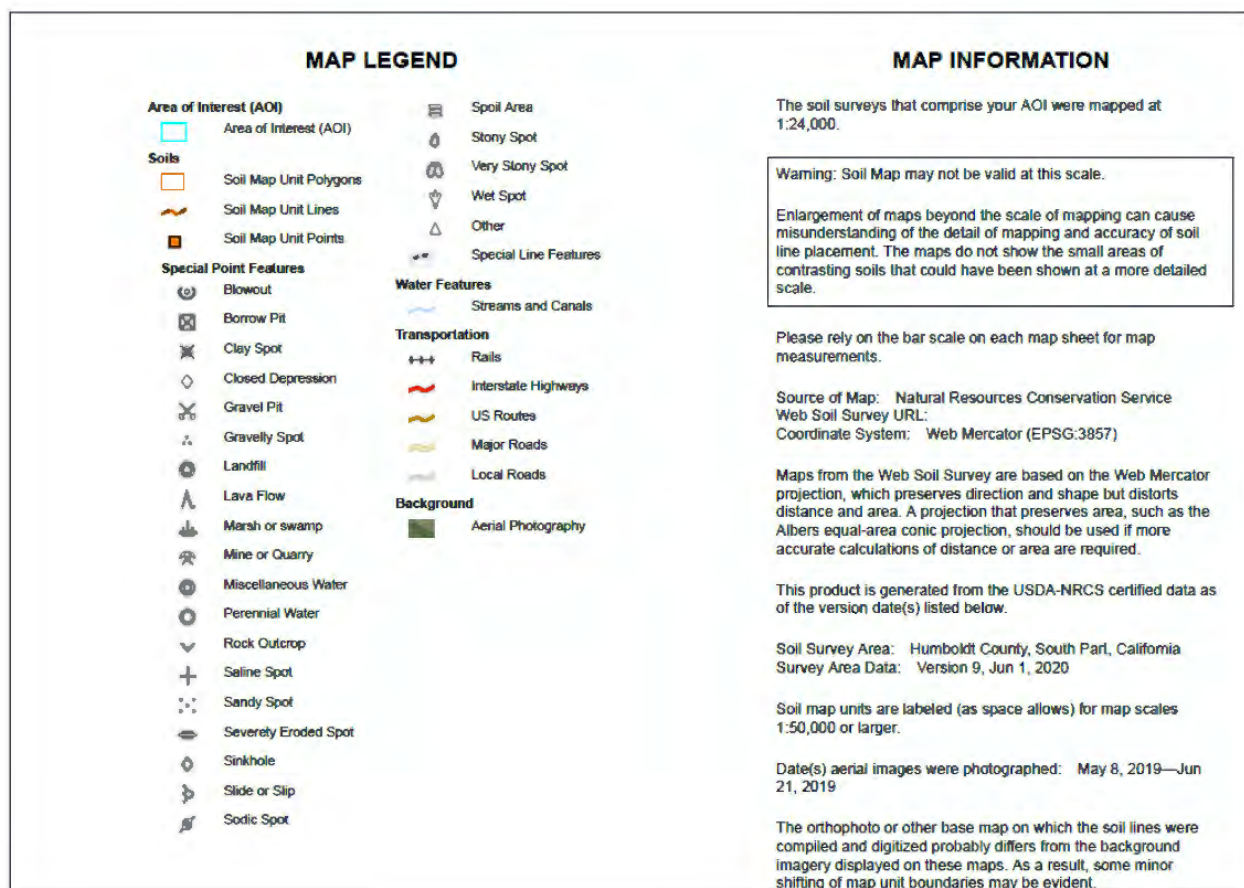 MAP LEGEND
Area of Interest (AOI)
Area of Interest (AOI)
Soils
Soil Map Unit Polygons
Soil Map Unit Lines
Soil Map Unit Points
Special Point Features
Blowout
Borrow Pit
Clay Spot
Closed Depression
Gravel Pit
Gravelly Spot
Landfill
Lava Flow
Marsh or swamp
Mine or Quarry
Miscellaneous Water
Perennial Water
Rock Outcrop
Saline Spot
Sandy Spot
Severely Eroded Spot
Sinkhole
Slide or Slip
Sodic Spot
Spoil Area
Stony Spot
Very Stony Spot
Wet Spot
Other
Special Line Features
Water Features
Streams and Canals
Transportation
Rails
Interstate Highways
US Routes
Major Roads
Local Roads
Background
Aerial Photography
MAP INFORMATION
The soil surveys that comprise your AOI were mapped at
1:24,000.
Warning: Soil Map may not be valid at this scale.
Enlargement of maps beyond the scale of mapping can cause
misunderstanding of the detail of mapping and accuracy of soil
line placement. The maps do not show the small areas of
contrasting soils that could have been shown at a more detailed
scale.
Please rely on the bar scale on each map sheet for map
measurements.
Source of Map: Natural Resources Conservation Service
Web Soil Survey URL:
Coordinate System: Web Mercator (EPSG:3857)
Maps from the Web Soil Survey are based on the Web Mercator
projection, which preserves direction and shape but distorts
distance and area. A projection that preserves area, such as the
Albers equal-area conic projection, should be used if more
accurate calculations of distance or area are required.
This product is generated from the USDA-NRCS certified data as
of the version date(s) listed below.
Soil Survey Area: Humboldt County, South Part, California
Survey Area Data: Version 9, Jun 1, 2020
Soil map units are labeled (as space allows) for map scales
1:50,000 or larger.
Date(s) aerial images were photographed: May 8, 2019—Jun
21, 2019
The orthophoto or other base map on which the soil lines were
compiled and digitized probably differs from the background
imagery displayed on these maps. As a result, some minor
shifting of map unit boundaries may be evident.